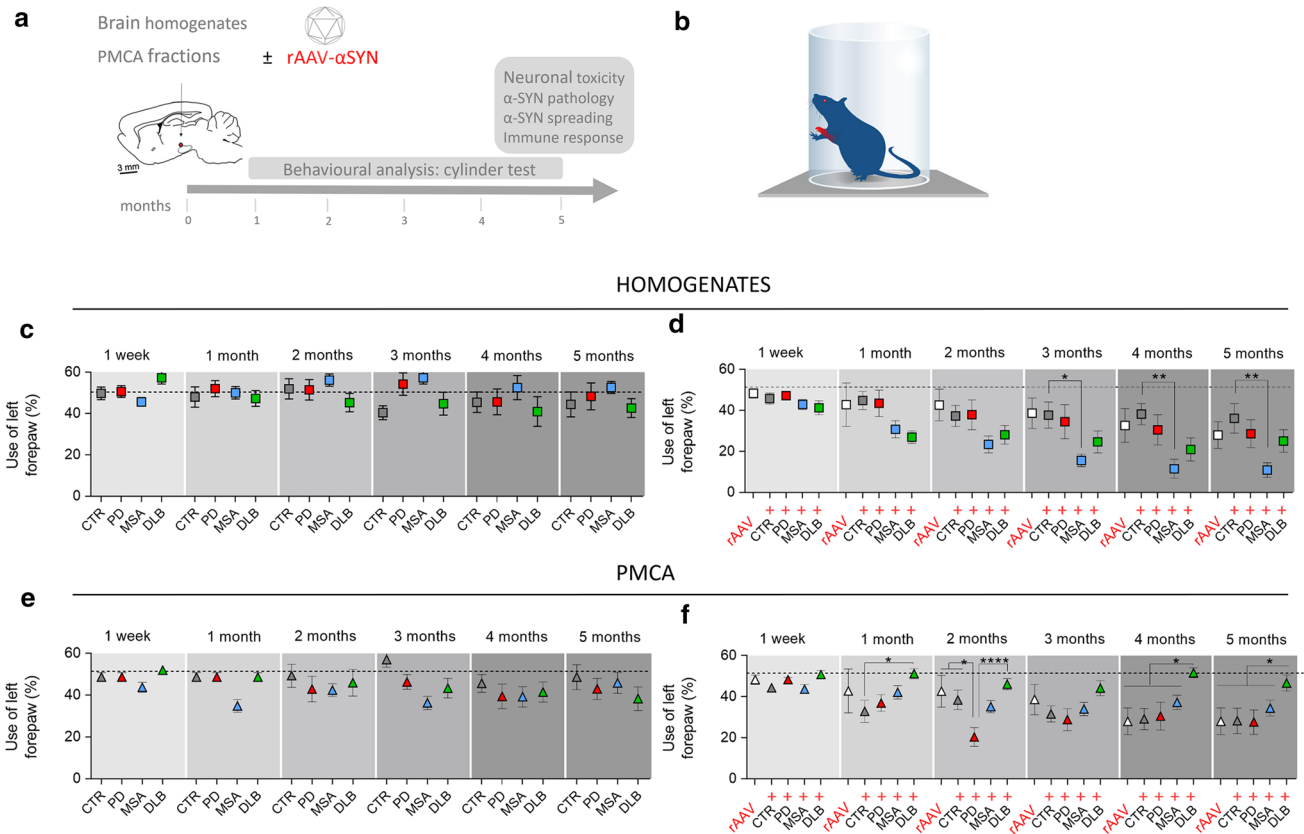 a
Brain homogenates
PMCA fractions ± rAAV-αSYN
3 mm
Neuronal toxicity
α-SYN pathology
α-SYN spreading
Immune response
Behavioural analysis: cylinder test
months
0 1 2 3 4 5
b
HOMOGENATES
c
1 week 1 month 2 months 3 months 4 months 5 months
Use of left
forepaw (%)
60
40
20
0
CTR PD MSA DLB CTR PD MSA DLB CTR PD MSA DLB CTR PD MSA DLB CTR PD MSA DLB CTR PD MSA DLB
d
1 week 1 month 2 months 3 months 4 months 5 months
* ** **
Use of left
forepaw (%)
60
40
20
0
+ + + + + + + + + + + + + + + + + + + + + + + +
rAAV CTR PD MSA DLB rAAV CTR PD MSA DLB rAAV CTR PD MSA DLB rAAV CTR PD MSA DLB rAAV CTR PD MSA DLB rAAV CTR PD MSA DLB
PMCA
e
1 week 1 month 2 months 3 months 4 months 5 months
Use of left
forepaw (%)
60
40
20
0
CTR PD MSA DLB CTR PD MSA DLB CTR PD MSA DLB CTR PD MSA DLB CTR PD MSA DLB CTR PD MSA DLB
f
1 week 1 month 2 months 3 months 4 months 5 months
* * **** * *
Use of left
forepaw (%)
60
40
20
0
+ + + + + + + + + + + + + + + + + + + + + + + +
rAAV CTR PD MSA DLB rAAV CTR PD MSA DLB rAAV CTR PD MSA DLB rAAV CTR PD MSA DLB rAAV CTR PD MSA DLB rAAV CTR PD MSA DLB